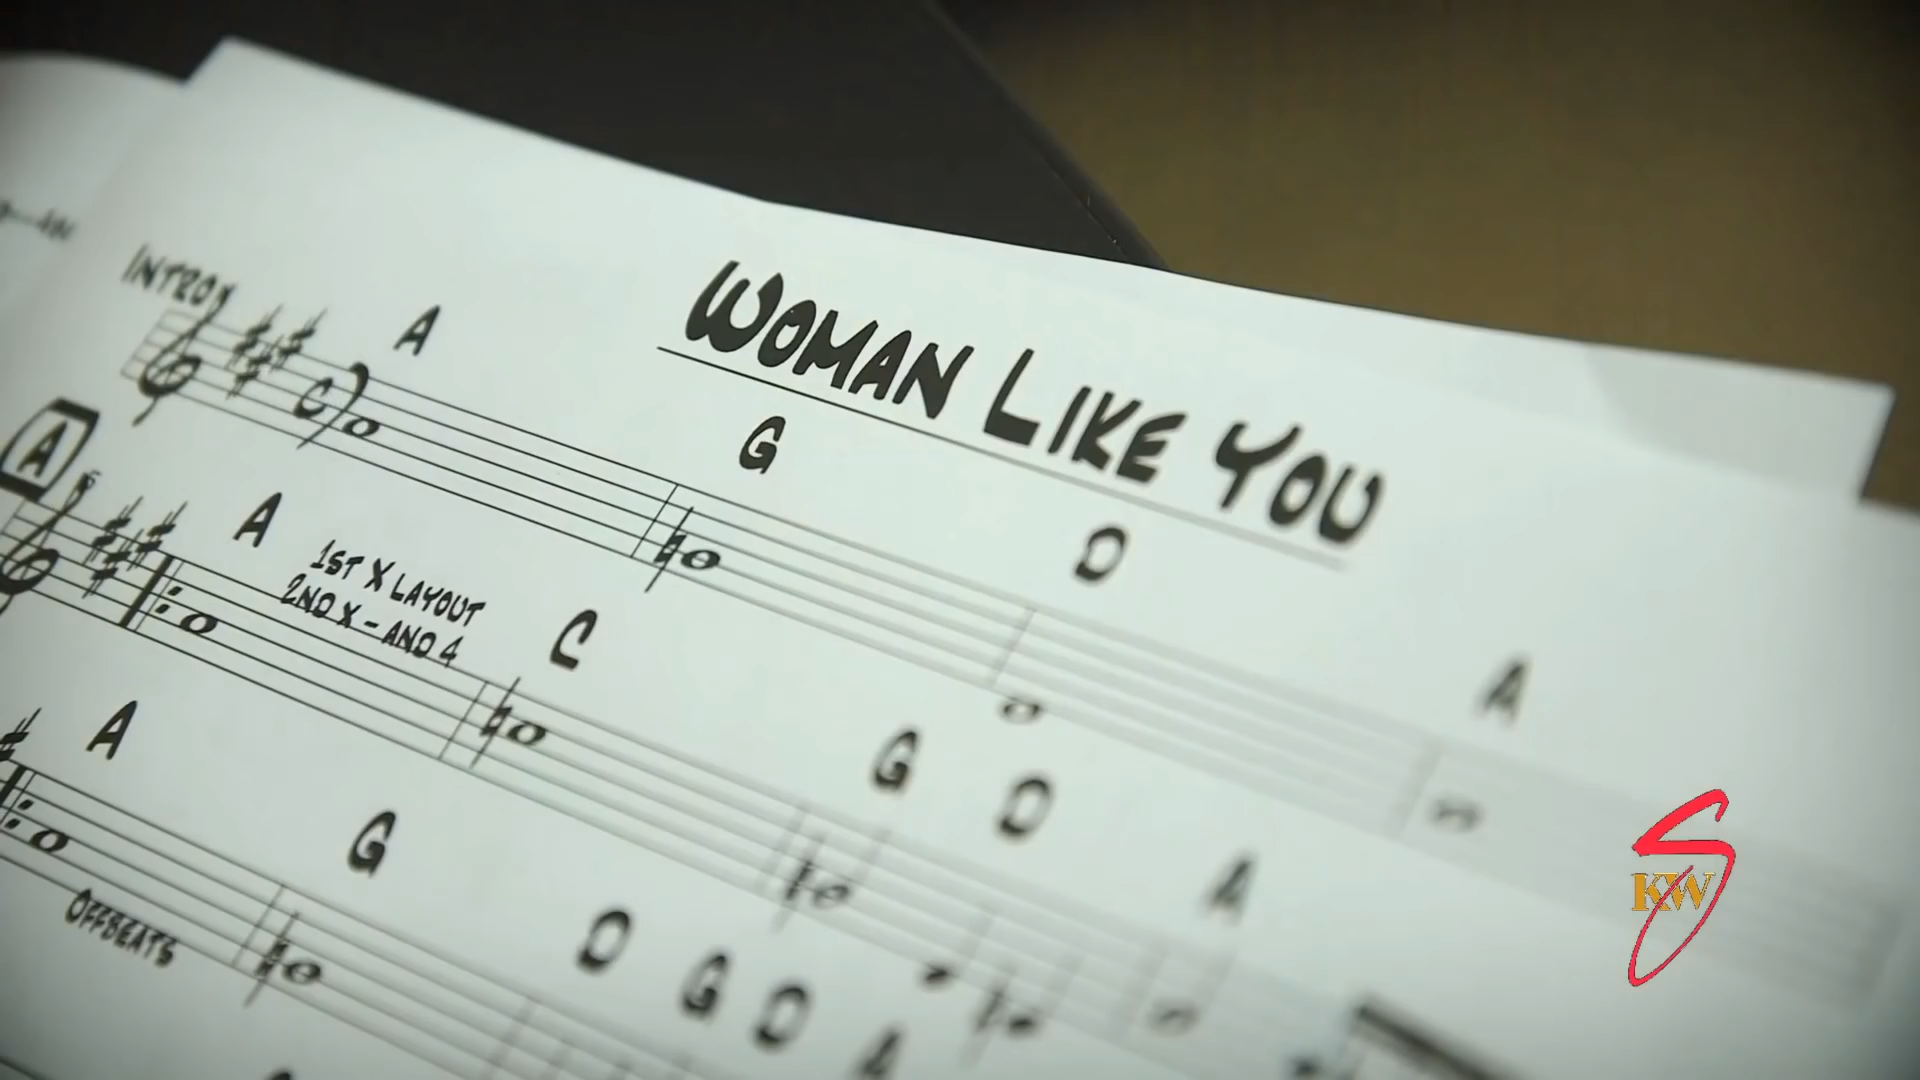 WOMAN LIKE YOU
INTRO
A G D A
A
A C G D A
1ST X LAYOUT
2ND X - AND 4
A G D G D A
OFFBEATS
KW S